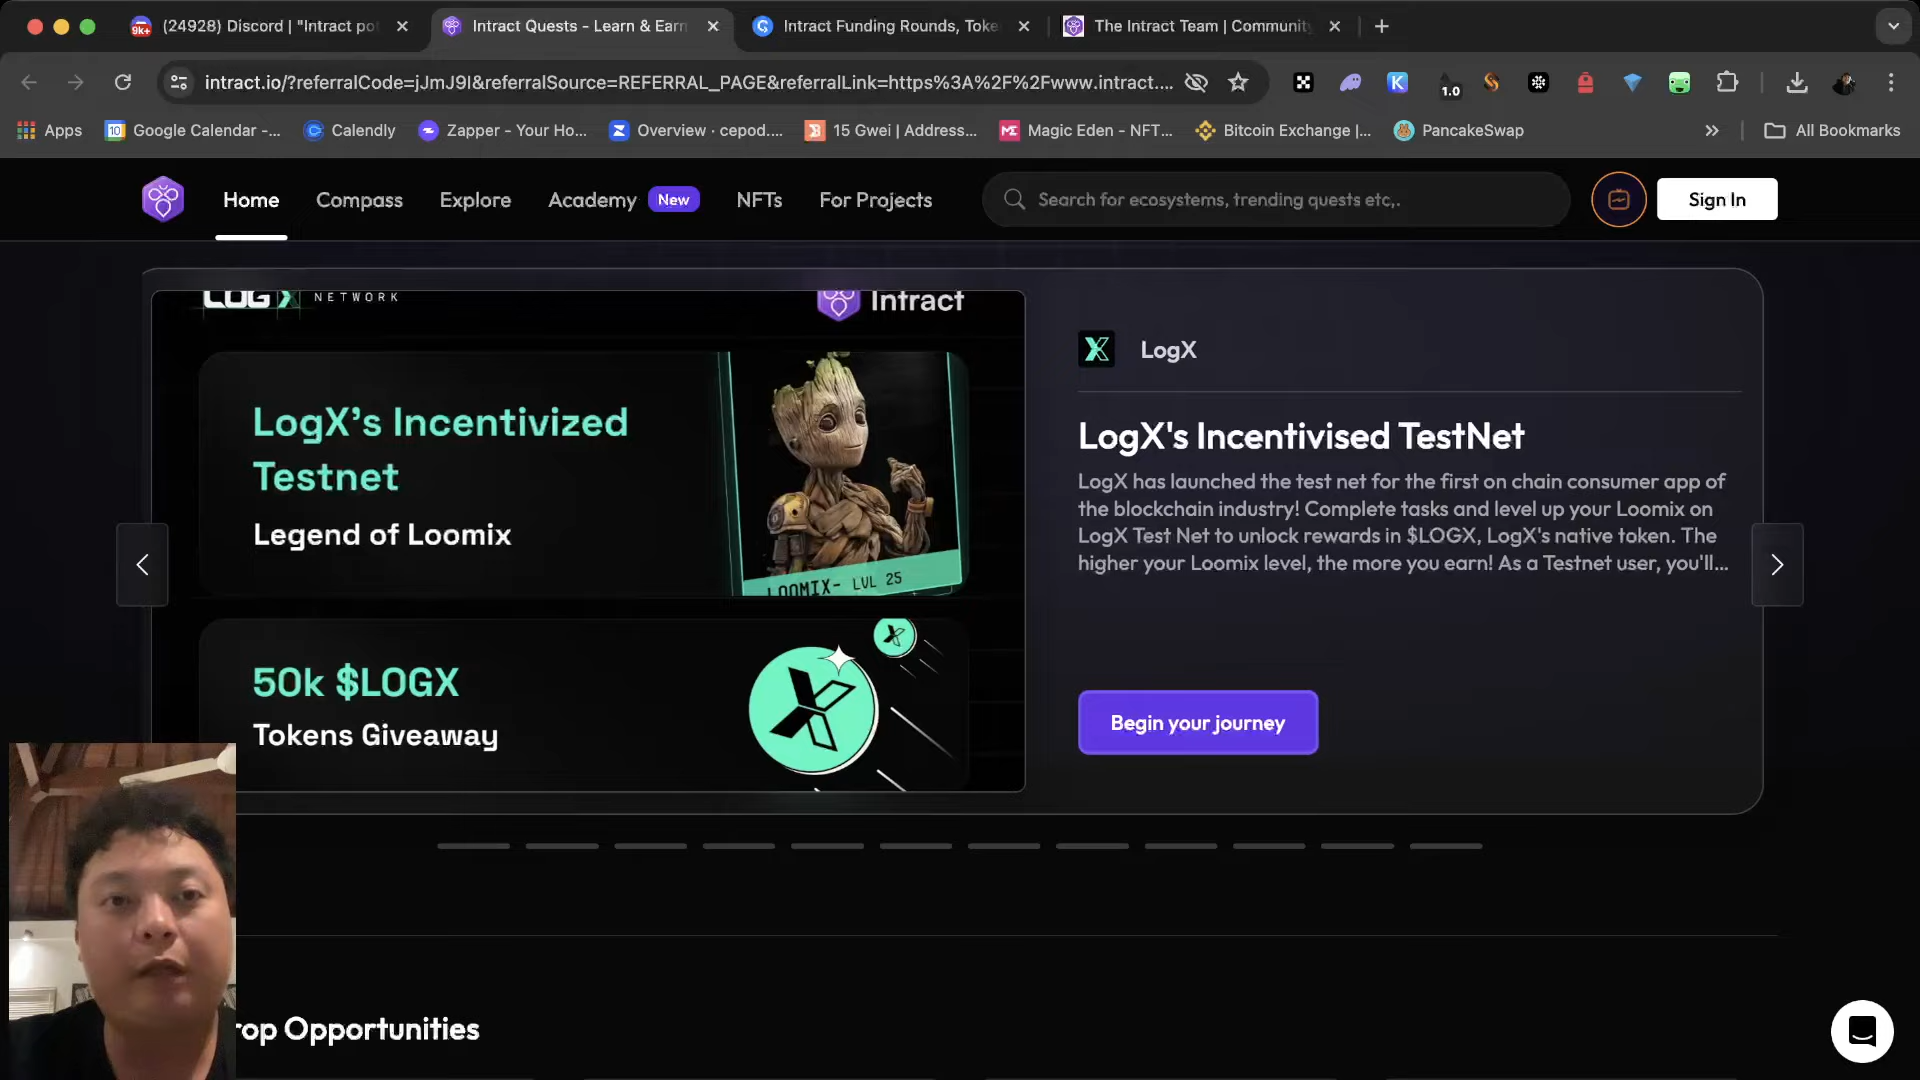 9k+
(24928) Discord | "Intract po
Intract Quests - Learn & Earn
Intract Funding Rounds, Toke
The Intract Team | Community
intract.io/?referralCode=jJmJ9I&referralSource=REFERRAL_PAGE&referralLink=https%3A%2F%2Fwww.intract....
1.0
Apps
10
Google Calendar -...
Calendly
Zapper - Your Ho...
Overview · cepod....
15 Gwei | Address...
Magic Eden - NFT...
Bitcoin Exchange |...
PancakeSwap
All Bookmarks
Home
Compass
Explore
Academy
New
NFTs
For Projects
Search for ecosystems, trending quests etc,.
Sign In
LOGX NETWORK
Intract
LogX's Incentivized
Testnet
Legend of Loomix
LOOMIX- LVL 25
50k $LOGX
Tokens Giveaway
LogX
LogX's Incentivised TestNet
LogX has launched the test net for the first on chain consumer app of
the blockchain industry! Complete tasks and level up your Loomix on
LogX Test Net to unlock rewards in $LOGX, LogX's native token. The
higher your Loomix level, the more you earn! As a Testnet user, you'll...
Begin your journey
rop Opportunities